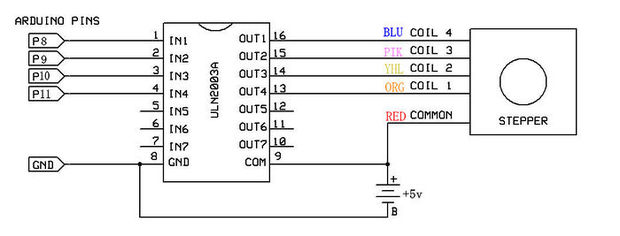 ARDUINO PINS
P8 1 IN1 OUT1 16 BLU COIL 4
P9 2 IN2 OUT2 15 PIK COIL 3
P10 3 IN3 OUT3 14 YHL COIL 2
P11 4 IN4 OUT4 13 ORG COIL 1
5 IN5 OUT5 12
6 IN6 OUT6 11 RED COMMON STEPPER
7 IN7 OUT7 10
GND 8 GND COM 9
ULN2003A
+
+5v
B